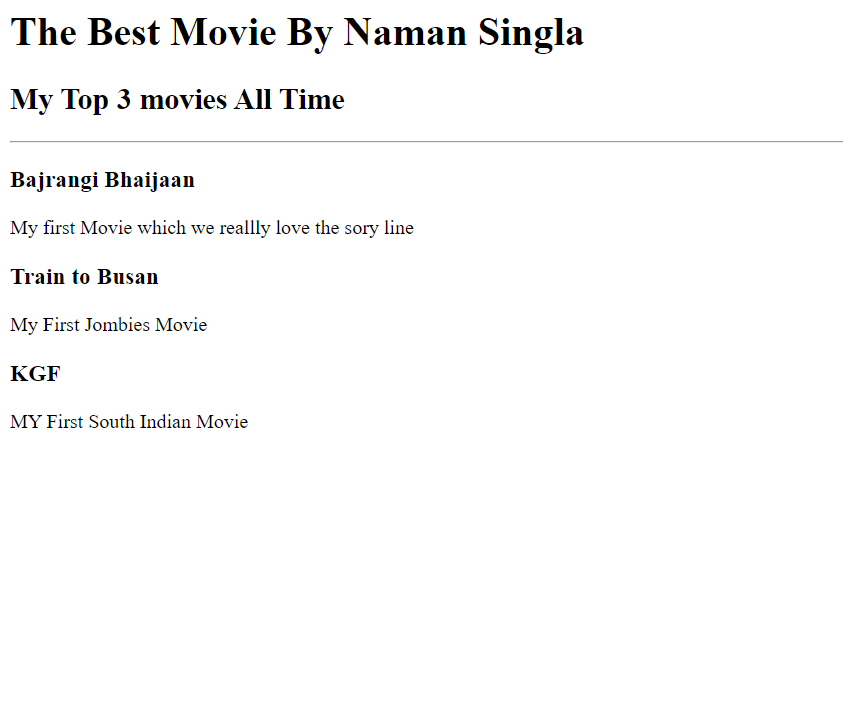 The Best Movie By Naman Singla
My Top 3 movies All Time
Bajrangi Bhaijaan
My first Movie which we reallly love the sory line
Train to Busan
My First Jombies Movie
KGF
MY First South Indian Movie